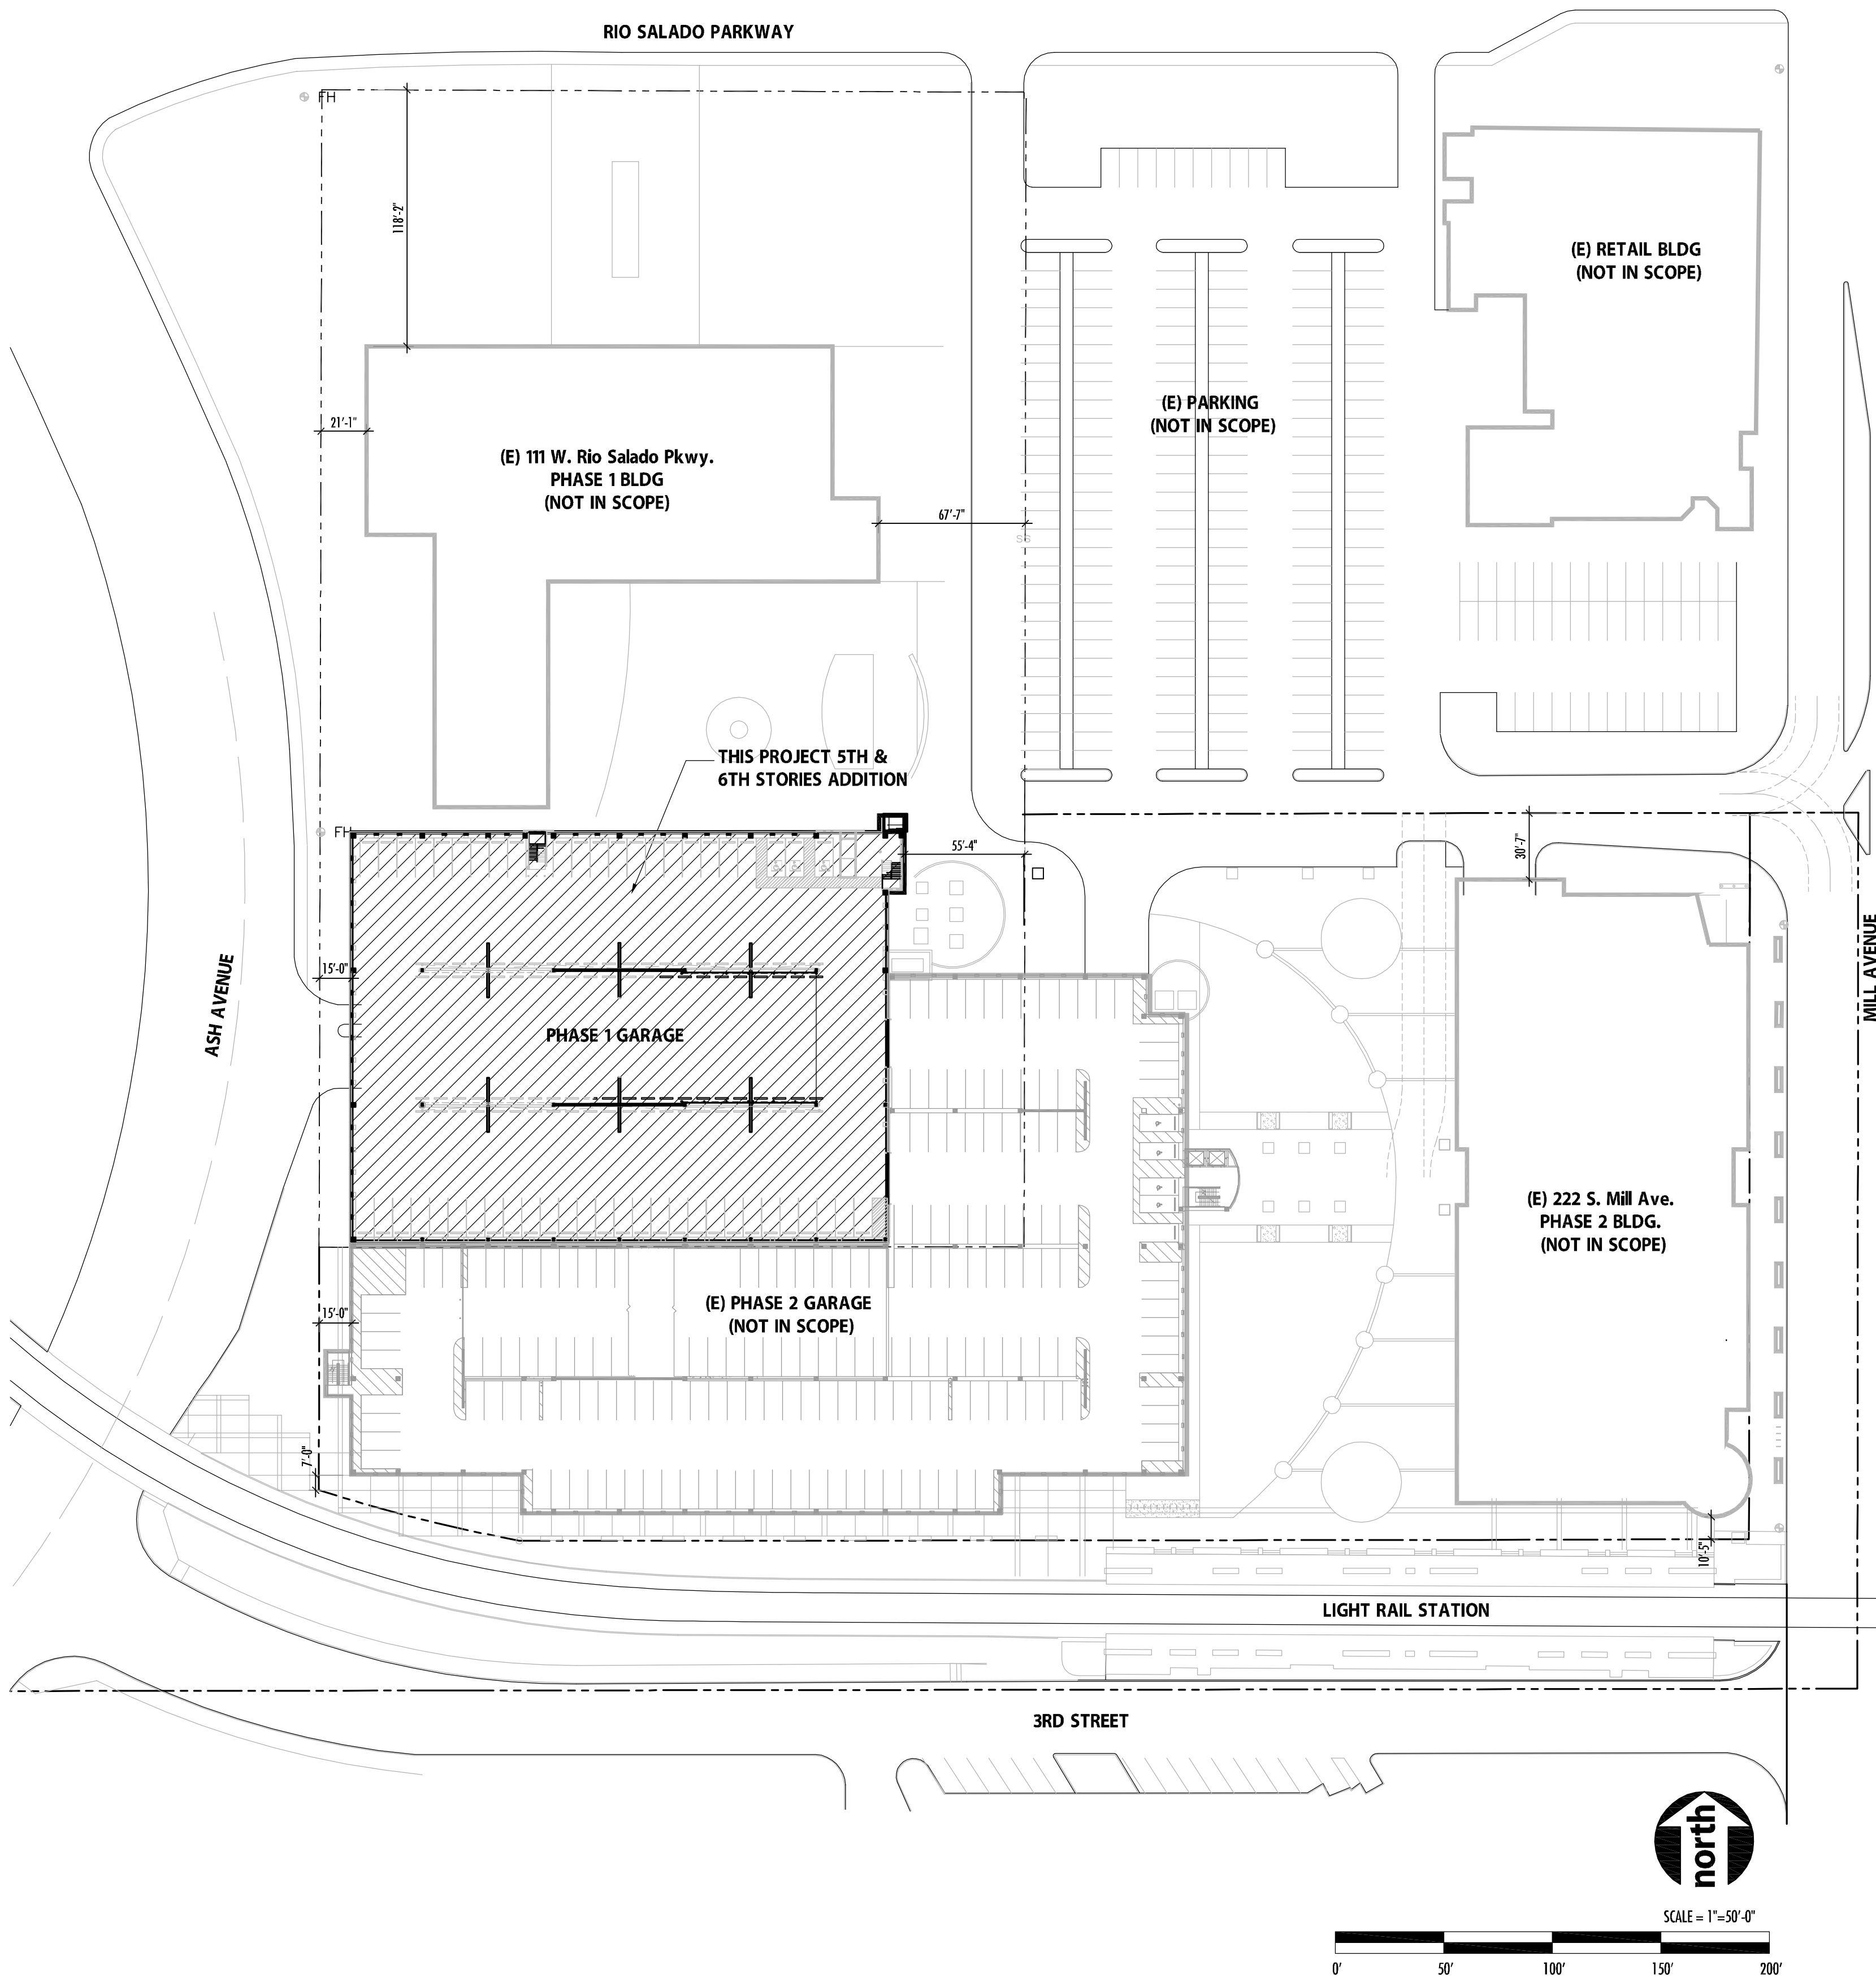 RIO SALADO PARKWAY
FH
118'-2"
(E) RETAIL BLDG
(NOT IN SCOPE)
(E) PARKING
(NOT IN SCOPE)
21'-1"
(E) 111 W. Rio Salado Pkwy.
PHASE 1 BLDG
(NOT IN SCOPE)
67'-7"
SS
THIS PROJECT 5TH &
6TH STORIES ADDITION
FH
55'-4"
30'-7"
MILL AVENUE
15'-0"
ASH AVENUE
PHASE 1 GARAGE
(E) 222 S. Mill Ave.
PHASE 2 BLDG.
(NOT IN SCOPE)
(E) PHASE 2 GARAGE
(NOT IN SCOPE)
15'-0"
7'-0"
10'-5"
LIGHT RAIL STATION
3RD STREET
north
SCALE = 1"=50'-0"
0' 50' 100' 150' 200'